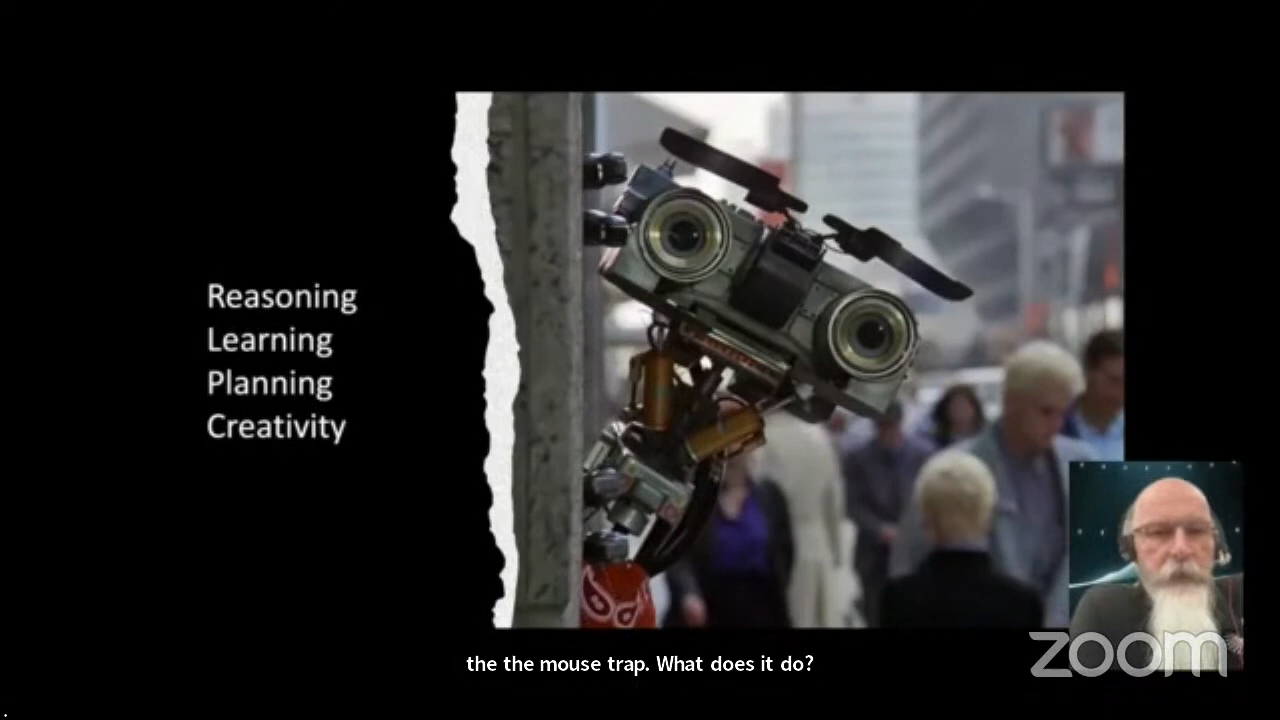 Reasoning
Learning
Planning
Creativity
the the mouse trap. What does it do?
zoom